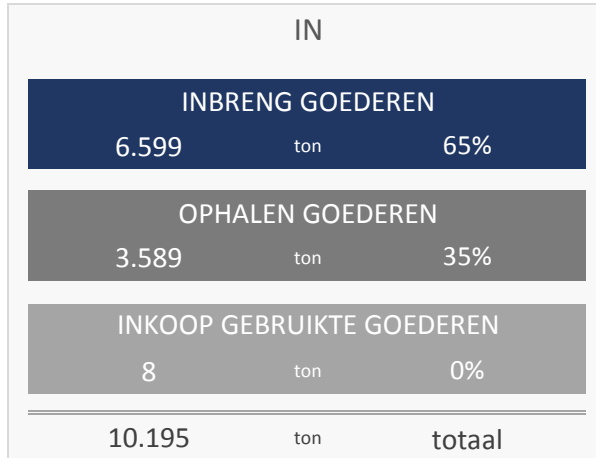 IN
INBRENG GOEDEREN
6.599 ton 65%
OPHALEN GOEDEREN
3.589 ton 35%
INKOOP GEBRUIKTE GOEDEREN
8 ton 0%
10.195 ton totaal